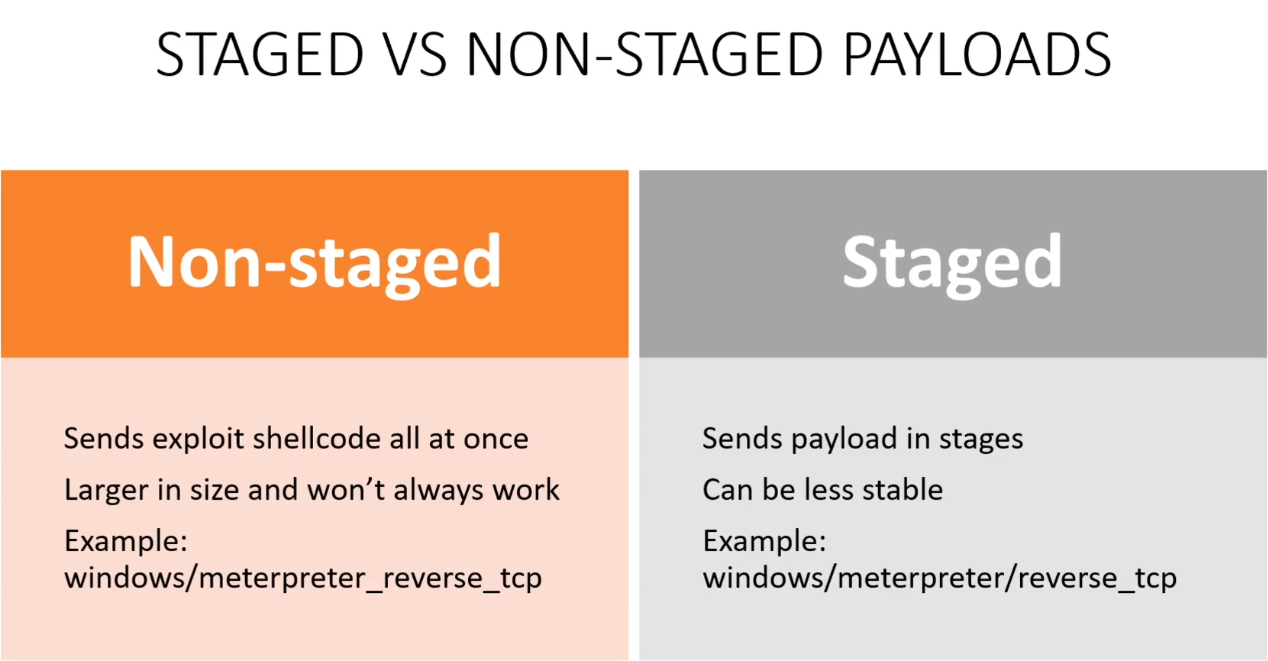 STAGED VS NON-STAGED PAYLOADS
Non-staged
Sends exploit shellcode all at once
Larger in size and won’t always work
Example:
windows/meterpreter_reverse_tcp
Staged
Sends payload in stages
Can be less stable
Example:
windows/meterpreter/reverse_tcp